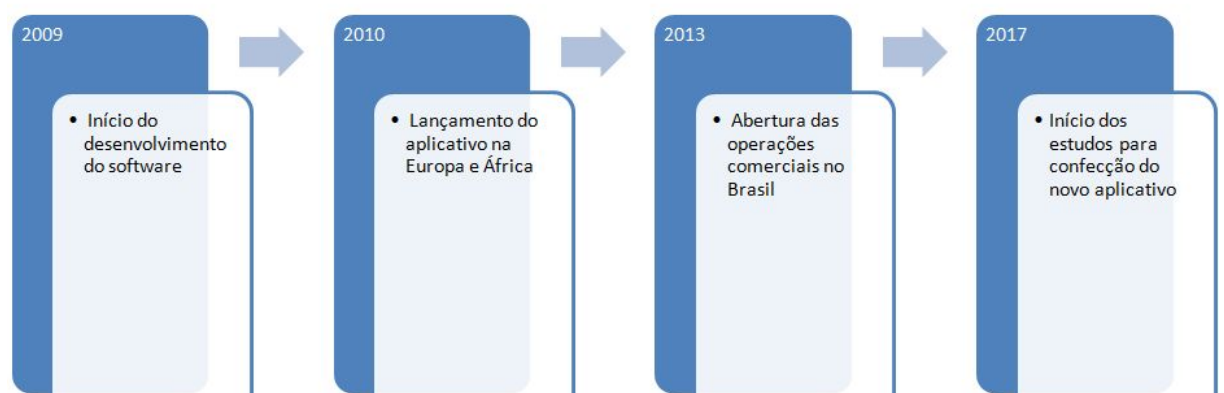 2009
• Início do
desenvolvimento
do software
2010
• Lançamento do
aplicativo na
Europa e África
2013
• Abertura das
operações
comerciais no
Brasil
2017
• Início dos
estudos para
confecção do
novo aplicativo